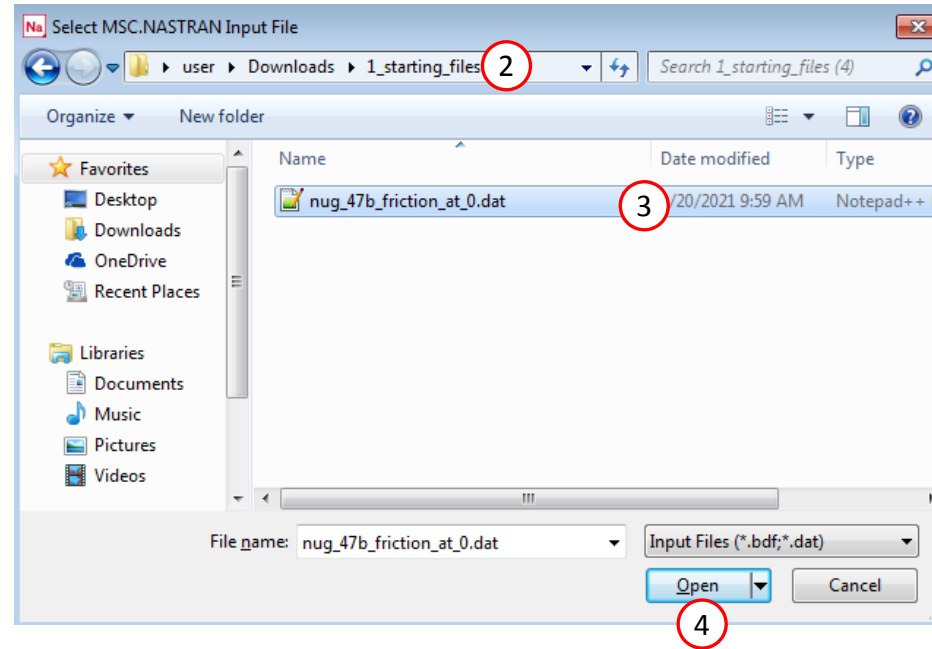 Na Select MSC.NASTRAN Input File
user Downloads 1_starting_files 2 Search 1_starting_files (4)
Organize New folder
Name Date modified Type
Favorites
nug_47b_friction_at_0.dat 3 /20/2021 9:59 AM Notepad++
Desktop
Downloads
OneDrive
Recent Places
Libraries
Documents
Music
Pictures
Videos
File name: nug_47b_friction_at_0.dat Input Files (*.bdf;*.dat)
Open Cancel
4